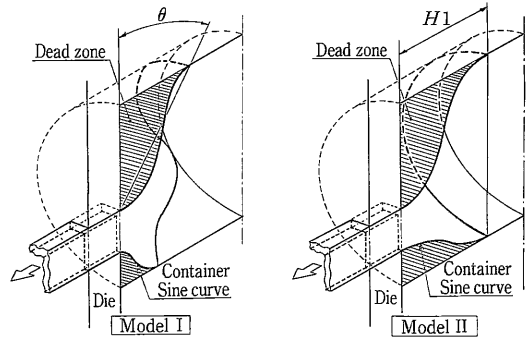 θ
Dead zone
Container
Sine curve
Die
Model I
H1
Dead zone
Container
Sine curve
Die
Model II